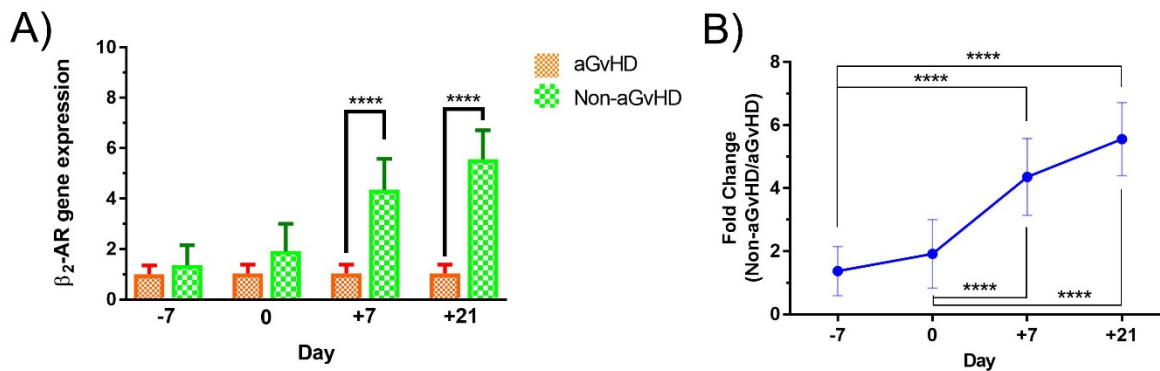 A)
β₂-AR gene expression
10
8
6
4
2
0
**** ****
-7 0 +7 +21
Day
aGvHD
Non-aGvHD
B)
Fold Change
(Non-aGvHD/aGvHD)
8
6
4
2
0
****
****
****
****
-7 0 +7 +21
Day